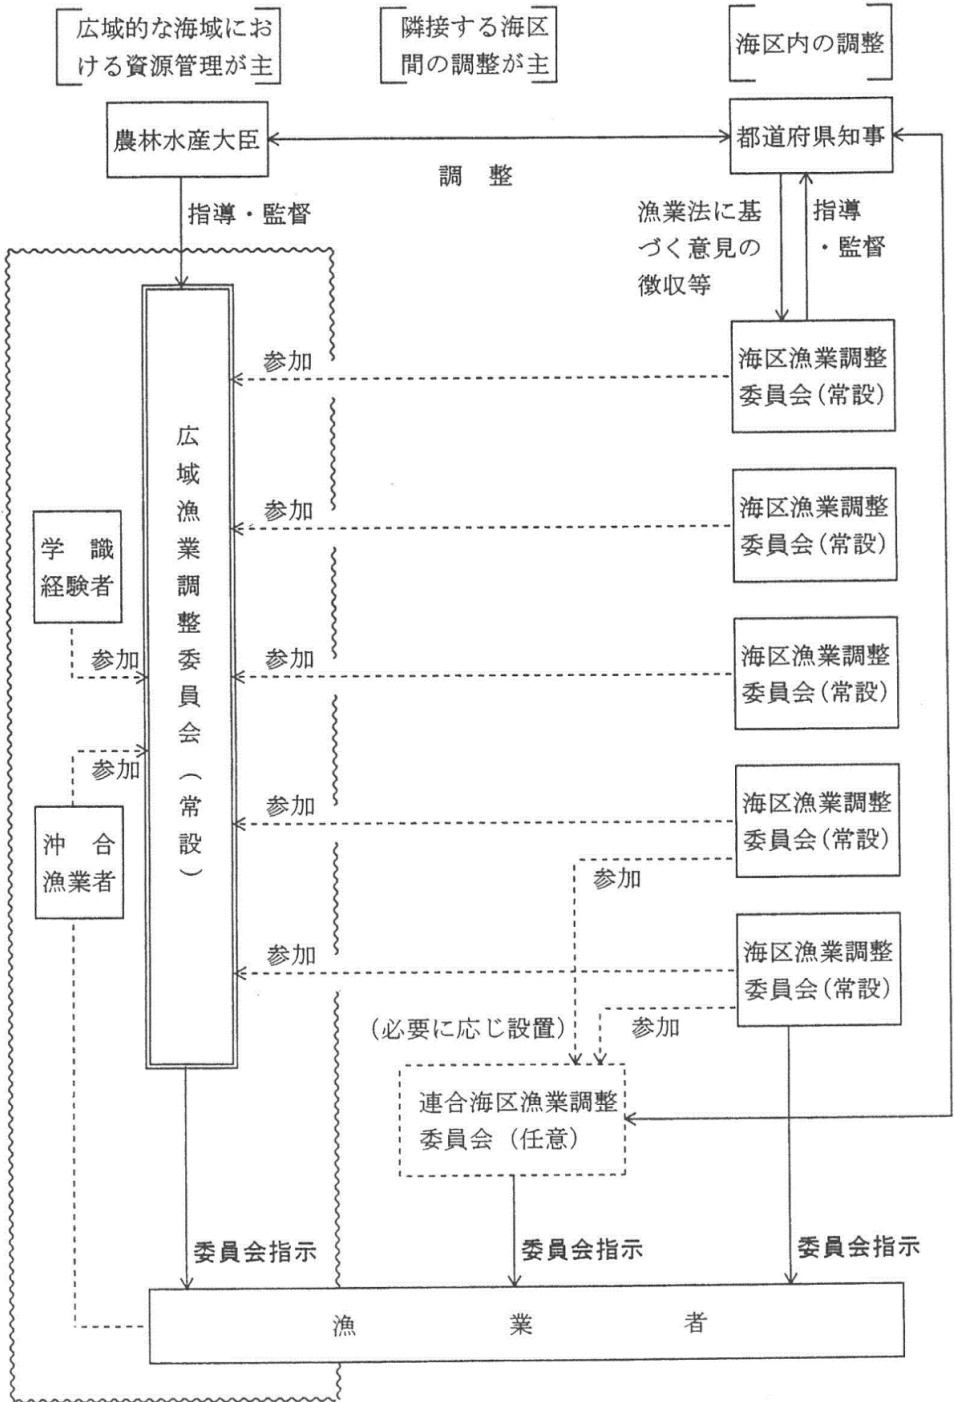 広域的な海域にお
ける資源管理が主
隣接する海区
間の調整が主
海区内の調整
農林水産大臣
都道府県知事
調 整
指導・監督
漁業法に基
づく意見の
徴収等
指導
・監督
海区漁業調整
委員会(常設)
参加
広域漁業調整委員会(常設)
海区漁業調整
委員会(常設)
参加
学 識
経験者
参加
海区漁業調整
委員会(常設)
参加
参加
沖 合
漁業者
海区漁業調整
委員会(常設)
参加
参加
海区漁業調整
委員会(常設)
参加
参加
(必要に応じ設置)
連合海区漁業調整
委員会(任意)
委員会指示
委員会指示
委員会指示
漁 業 者